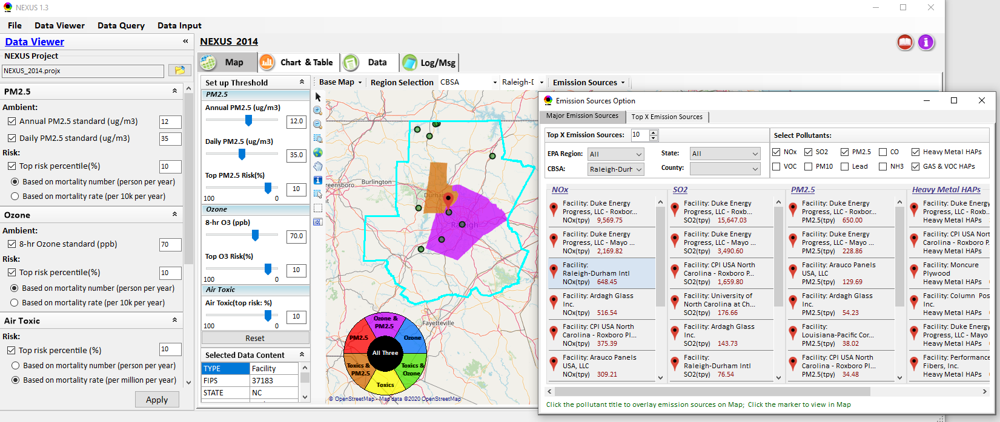 NEXUS 1.3
File Data Viewer Data Query Data Input
Data Viewer «
NEXUS Project
NEXUS_2014.projx
PM2.5
Ambient:
Annual PM2.5 standard (ug/m3) 12
Daily PM2.5 standard (ug/m3) 35
Risk:
Top risk percentile(%) 10
Based on mortality number (person per year)
Based on mortality rate (per 10k per year)
Ozone
Ambient:
8-hr Ozone standard (ppb) 70
Risk:
Top risk percentile(%) 10
Based on mortality number (person per year)
Based on mortality rate (per 10k per year)
Air Toxic
Risk:
Top risk percentile (%) 10
Based on mortality number (person per year)
Based on mortality rate (per million per year)
Apply
NEXUS_2014
Map Chart & Table Data Log/Msg
Set up Threshold
PM2.5
Annual PM2.5 (ug/m3)
12.0
Daily PM2.5 (ug/m3)
35.0
Top PM2.5 Risk(%)
10
100 0
Ozone
8-hr O3 (ppb)
70.0
Top O3 Risk(%)
10
100 0
Air Toxic
Air Toxic(top risk: %)
10
100 0
Reset
Selected Data Content
TYPE Facility
FIPS 37183
STATE NC
Base Map Region Selection CBSA Raleigh-D Emission Sources
Burlington
eensboro
Durha
Raleigh
Fayetteville
Ozone &
PM2.5
PM2.5
Ozone
All Three
Toxics &
PM2.5
Toxics &
Ozone
Toxics
© OpenStreetMap - Map data ©2020 OpenStreetMap
Emission Sources Option
Major Emission Sources Top X Emission Sources
Top X Emission Sources: 10
EPA Region: All State: All
CBSA: Raleigh-Durh County:
Select Pollutants:
NOx SO2 PM2.5 CO Heavy Metal HAPs
VOC PM10 Lead NH3 GAS & VOC HAPs
NOx
Facility: Duke Energy
Progress, LLC - Roxbor...
NOx(tpy) 9,569.75
Facility: Duke Energy
Progress, LLC - Mayo ...
NOx(tpy) 2,169.82
Facility:
Raleigh-Durham Intl
NOx(tpy) 648.45
Facility: Ardagh Glass
Inc.
NOx(tpy) 516.54
Facility: CPI USA North
Carolina - Roxboro Pl...
NOx(tpy) 375.39
Facility: Arauco Panels
USA, LLC
NOx(tpy) 309.21
SO2
Facility: Duke Energy
Progress, LLC - Roxb...
SO2(tpy) 15,647.03
Facility: Duke Energy
Progress, LLC - Mayo ...
SO2(tpy) 3,490.60
Facility: CPI USA North
Carolina - Roxboro P...
SO2(tpy) 1,659.80
Facility: University of
North Carolina at Ch...
SO2(tpy) 176.66
Facility: Ardagh Glass
Inc.
SO2(tpy) 143.73
Facility:
Raleigh-Durham Intl
SO2(tpy) 76.54
PM2.5
Facility: Duke Energy
Progress, LLC - Roxbor...
PM2.5(tpy) 650.00
Facility: Duke Energy
Progress, LLC - Mayo ...
PM2.5(tpy) 228.86
Facility: Arauco Panels
USA, LLC
PM2.5(tpy) 129.69
Facility: Ardagh Glass
Inc.
PM2.5(tpy) 54.23
Facility:
Louisiana-Pacific Cor...
PM2.5(tpy) 38.02
Facility: CPI USA North
Carolina - Roxboro Pl...
PM2.5(tpy) 34.48
Heavy Metal HAPs
Facility: Duke Energy
Progress, LLC - Roxb
Heavy Metal HAPs
Facility: CPI USA Nort
Carolina - Roxboro P
Heavy Metal HAPs
Facility: Moncure
Plywood
Heavy Metal HAPs
Facility: Column Pos
Inc.
Heavy Metal HAPs
Facility: Duke Energ
Progress, LLC - Mayo
Heavy Metal HAPs
Facility: Performance
Fibers, Inc.
Heavy Metal HAPs
Click the pollutant title to overlay emission sources on Map; Click the marker to view in Map